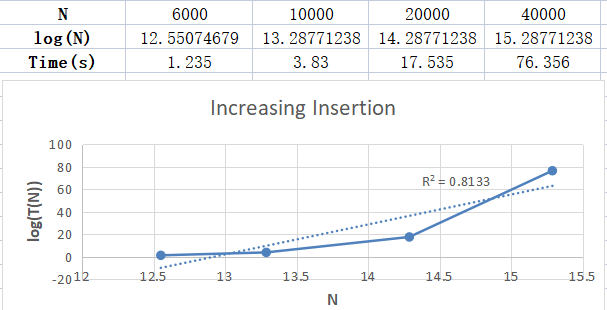 N 6000 10000 20000 40000
log(N) 12.55074679 13.28771238 14.28771238 15.28771238
Time(s) 1.235 3.83 17.535 76.356
Increasing Insertion
100
80
R² = 0.8133
60
40
20
0
-20
12 12.5 13 13.5 14 14.5 15 15.5
log(T(N))
N